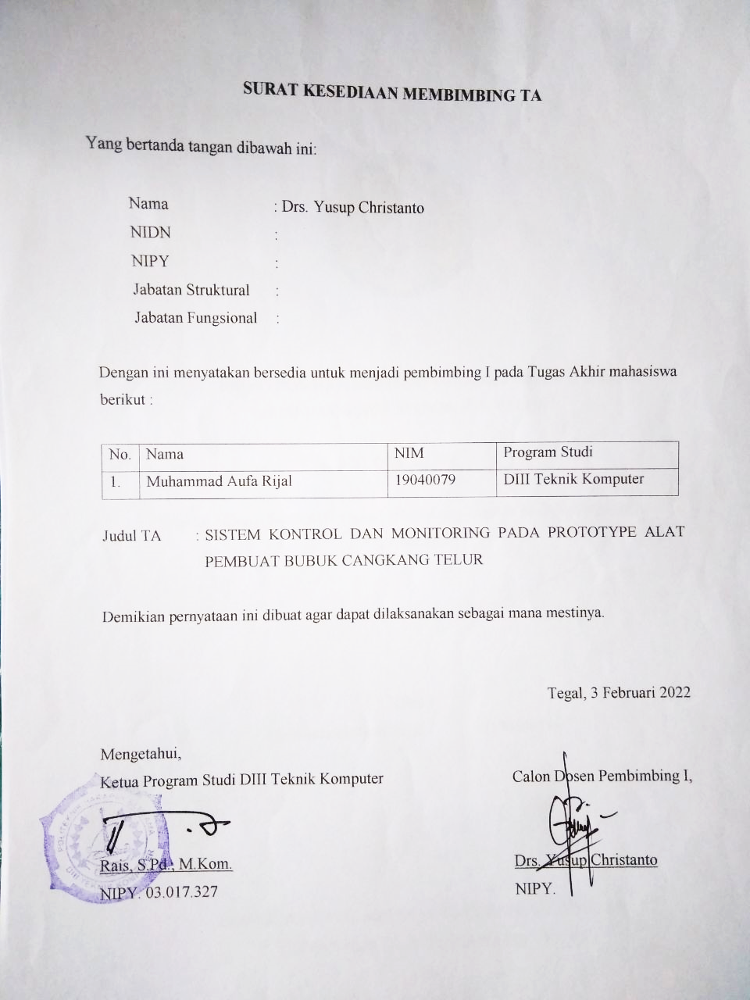 SURAT KESEDIAAN MEMBIMBING TA
Yang bertanda tangan dibawah ini:
Nama : Drs. Yusup Christanto
NIDN :
NIPY :
Jabatan Struktural :
Jabatan Fungsional :
Dengan ini menyatakan bersedia untuk menjadi pembimbing I pada Tugas Akhir mahasiswa
berikut :
No. Nama NIM Program Studi
1. Muhammad Aufa Rijal 19040079 DIII Teknik Komputer
Judul TA : SISTEM KONTROL DAN MONITORING PADA PROTOTYPE ALAT
PEMBUAT BUBUK CANGKANG TELUR
Demikian pernyataan ini dibuat agar dapat dilaksanakan sebagai mana mestinya.
Tegal, 3 Februari 2022
Mengetahui,
Ketua Program Studi DIII Teknik Komputer
Rais, S.Pd., M.Kom.
NIPY. 03.017.327
Calon Dosen Pembimbing I,
Drs. Yusup Christanto
NIPY.